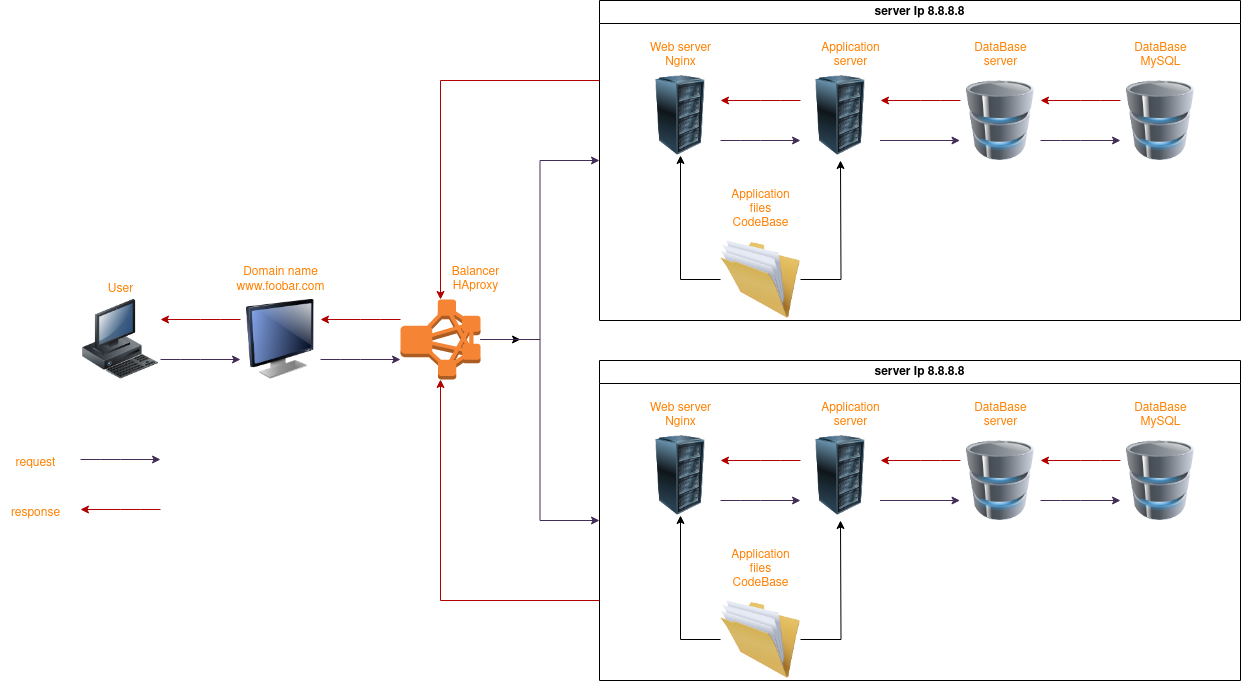 server Ip 8.8.8.8
Web server
Nginx
Application
server
DataBase
server
DataBase
MySQL
Application
files
CodeBase
User
Domain name
www.foobar.com
Balancer
HAproxy
request
response
server Ip 8.8.8.8
Web server
Nginx
Application
server
DataBase
server
DataBase
MySQL
Application
files
CodeBase